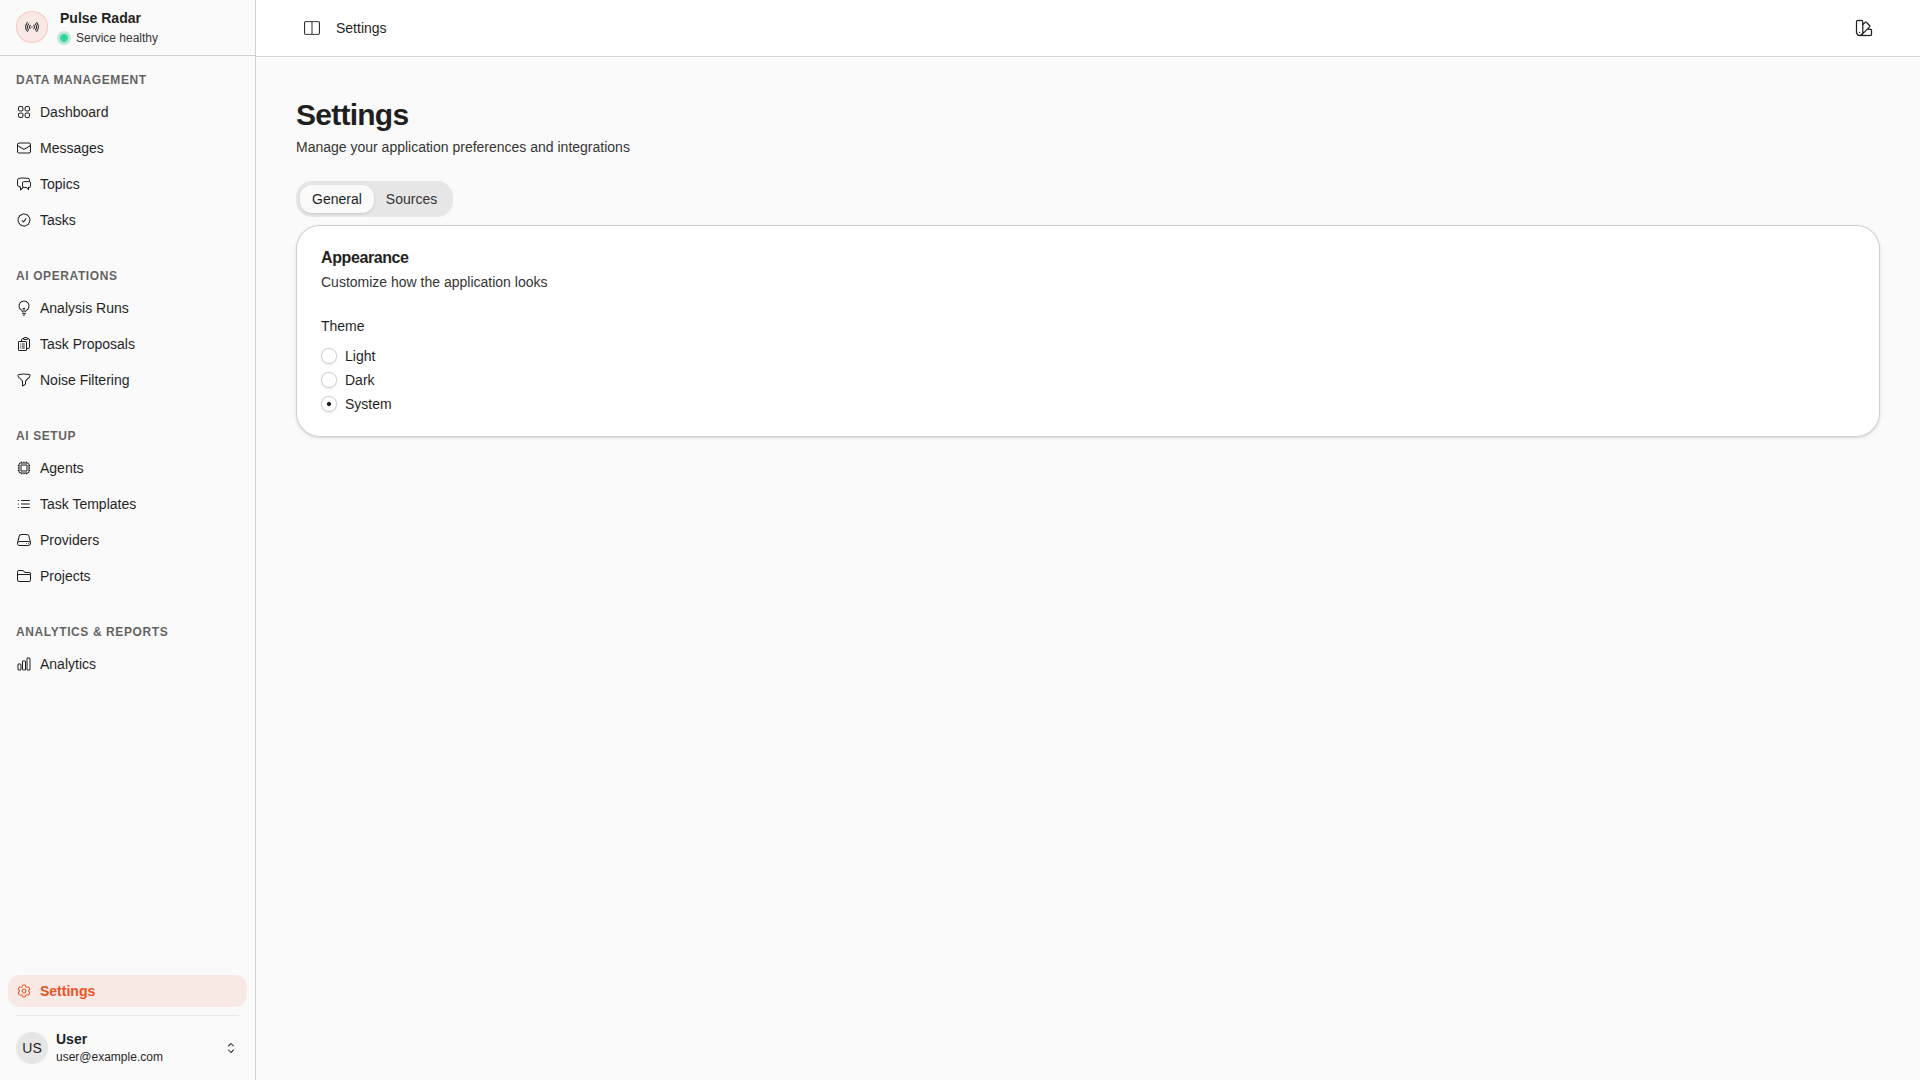 Pulse Radar
Service healthy
DATA MANAGEMENT
Dashboard
Messages
Topics
Tasks
AI OPERATIONS
Analysis Runs
Task Proposals
Noise Filtering
AI SETUP
Agents
Task Templates
Providers
Projects
ANALYTICS & REPORTS
Analytics
Settings
US
User
user@example.com
Settings
Settings
Manage your application preferences and integrations
General Sources
Appearance
Customize how the application looks
Theme
Light
Dark
System